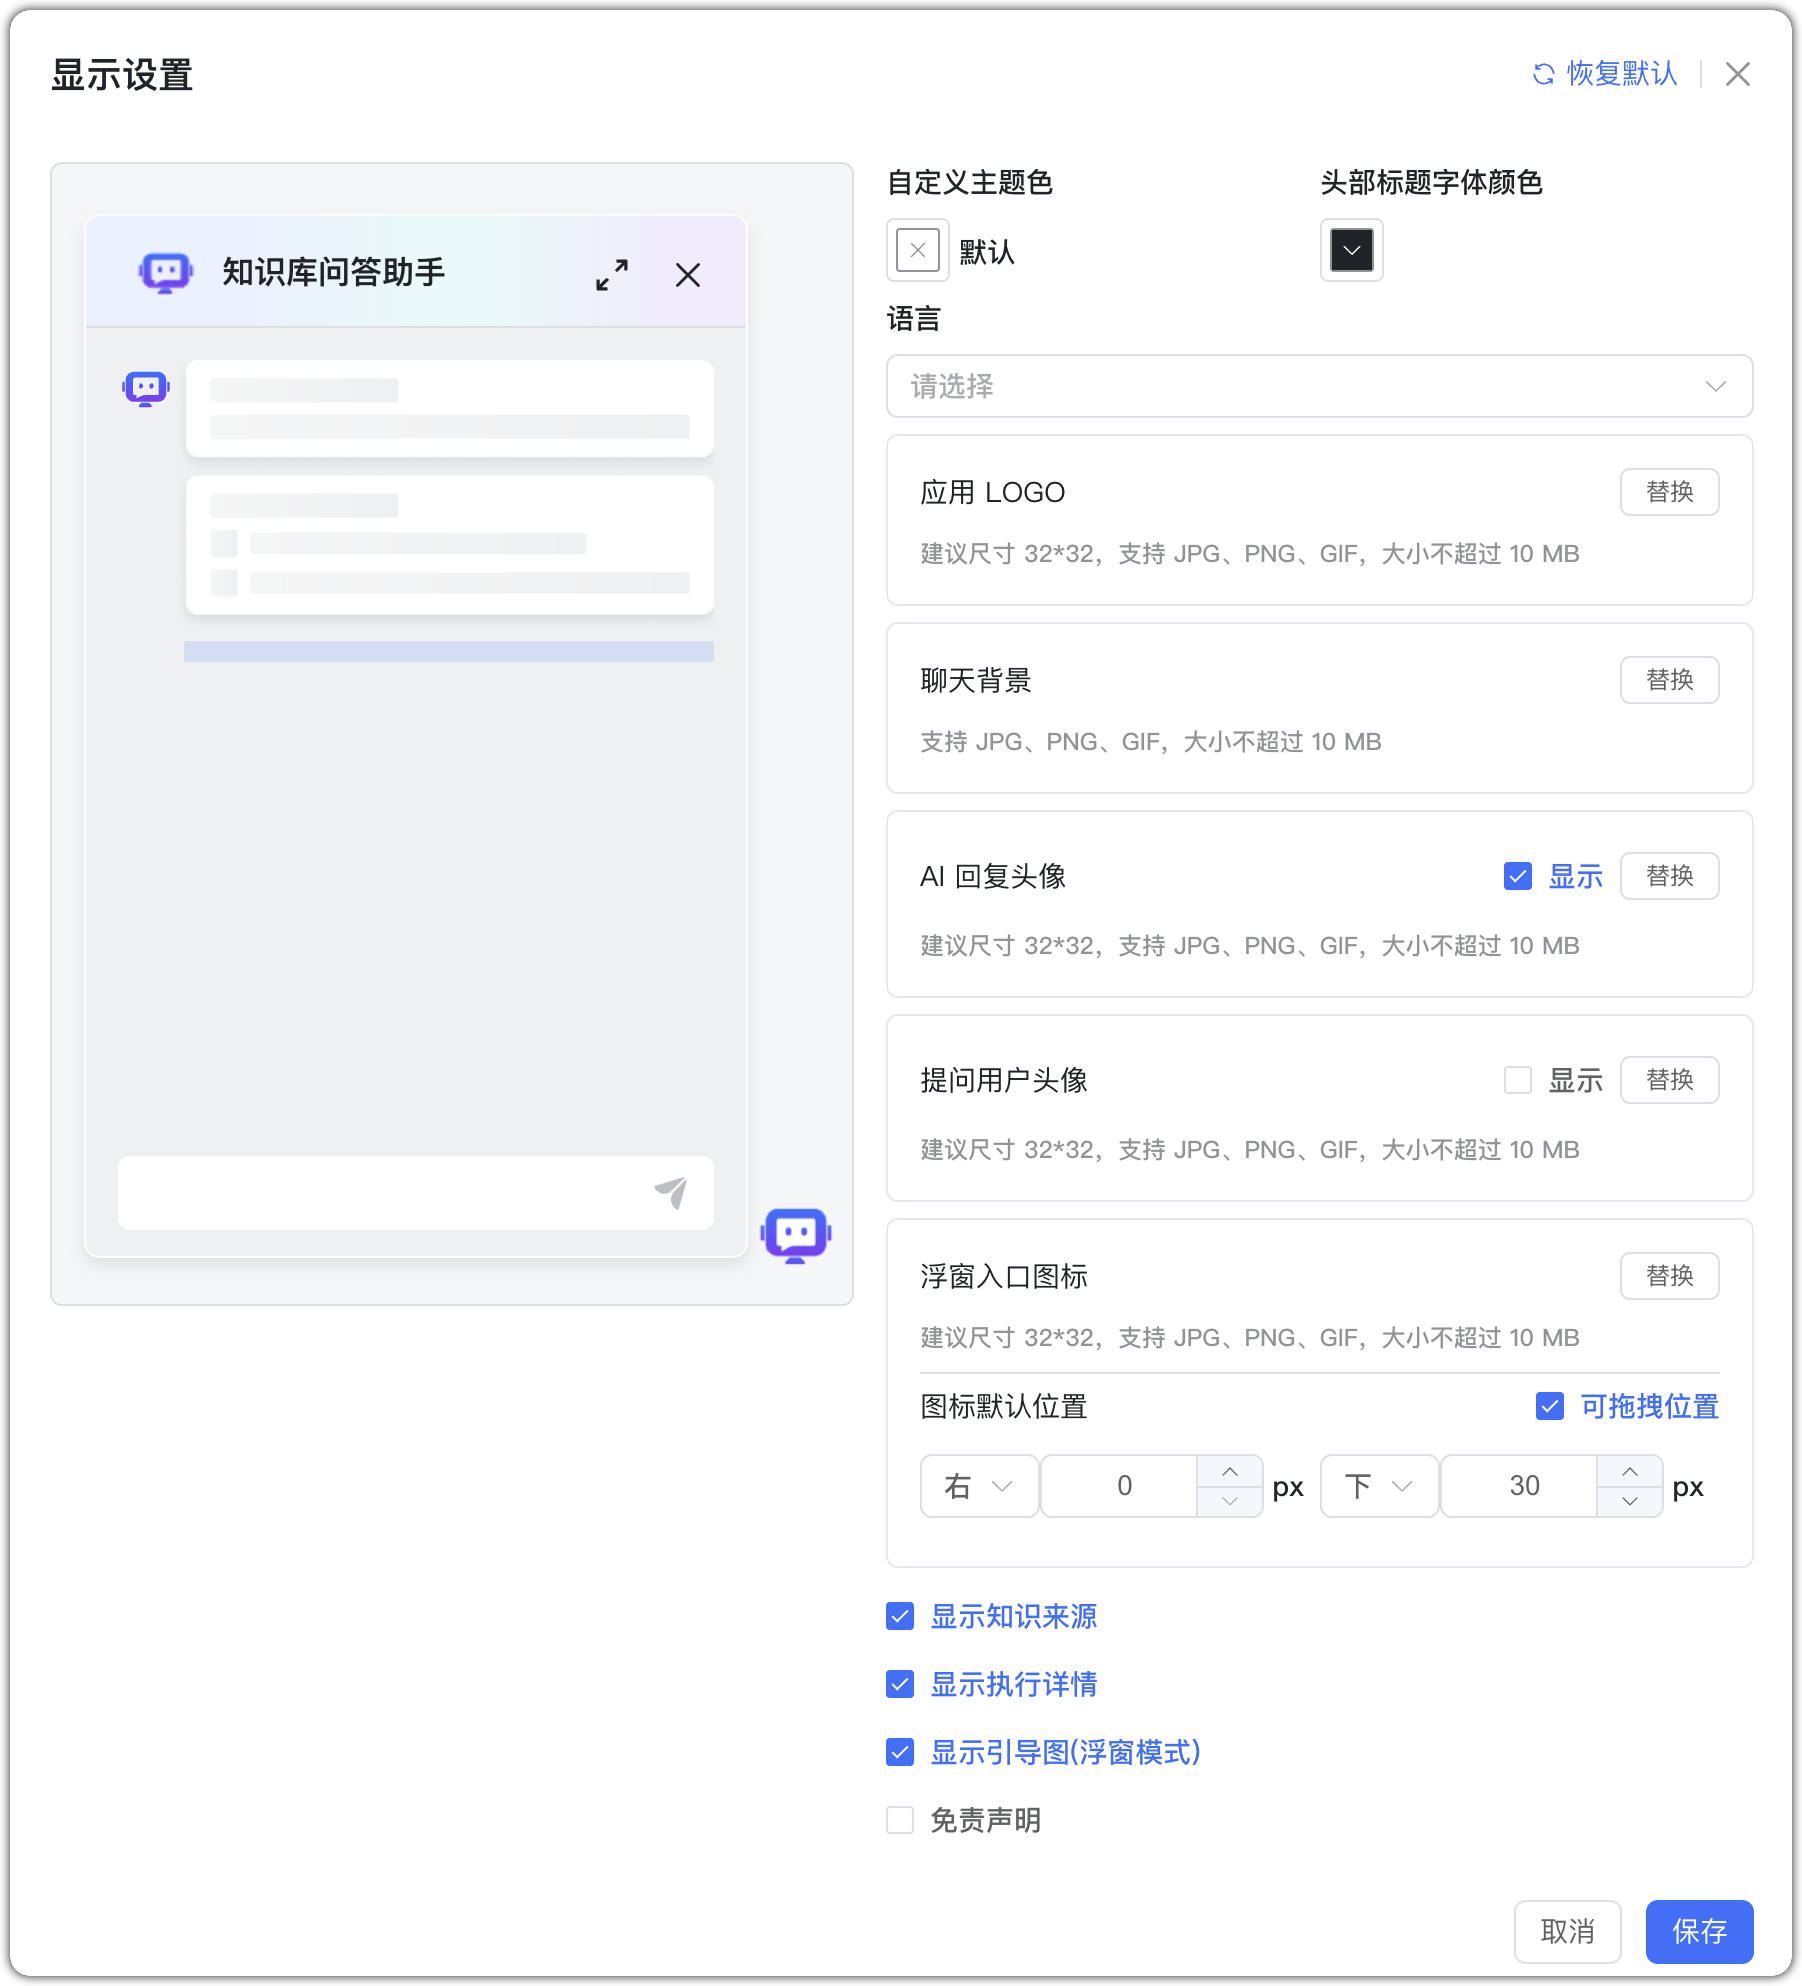 显示设置
恢复默认
知识库问答助手
自定义主题色
头部标题字体颜色
默认
语言
请选择
应用 LOGO
替换
建议尺寸 32*32，支持 JPG、PNG、GIF，大小不超过 10 MB
聊天背景
替换
支持 JPG、PNG、GIF，大小不超过 10 MB
AI 回复头像
显示
替换
建议尺寸 32*32，支持 JPG、PNG、GIF，大小不超过 10 MB
提问用户头像
显示
替换
建议尺寸 32*32，支持 JPG、PNG、GIF，大小不超过 10 MB
浮窗入口图标
替换
建议尺寸 32*32，支持 JPG、PNG、GIF，大小不超过 10 MB
图标默认位置
可拖拽位置
右 0 px 下 30 px
显示知识来源
显示执行详情
显示引导图(浮窗模式)
免责声明
取消
保存